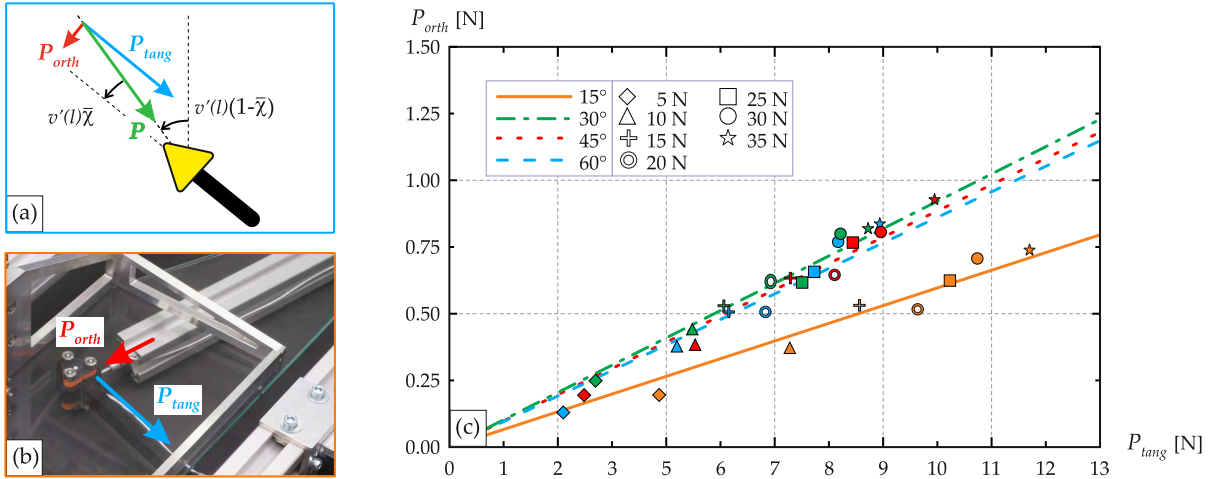 P_orth
P_tang
v'(l)χ̄
v'(l)(1-χ̄)
P
(a)
P_orth
P_tang
(b)
P_orth [N]
1.50
1.25
1.00
0.75
0.50
0.25
0.00
15°
30°
45°
60°
5 N
10 N
15 N
20 N
25 N
30 N
35 N
(c)
0 1 2 3 4 5 6 7 8 9 10 11 12 13
P_tang [N]